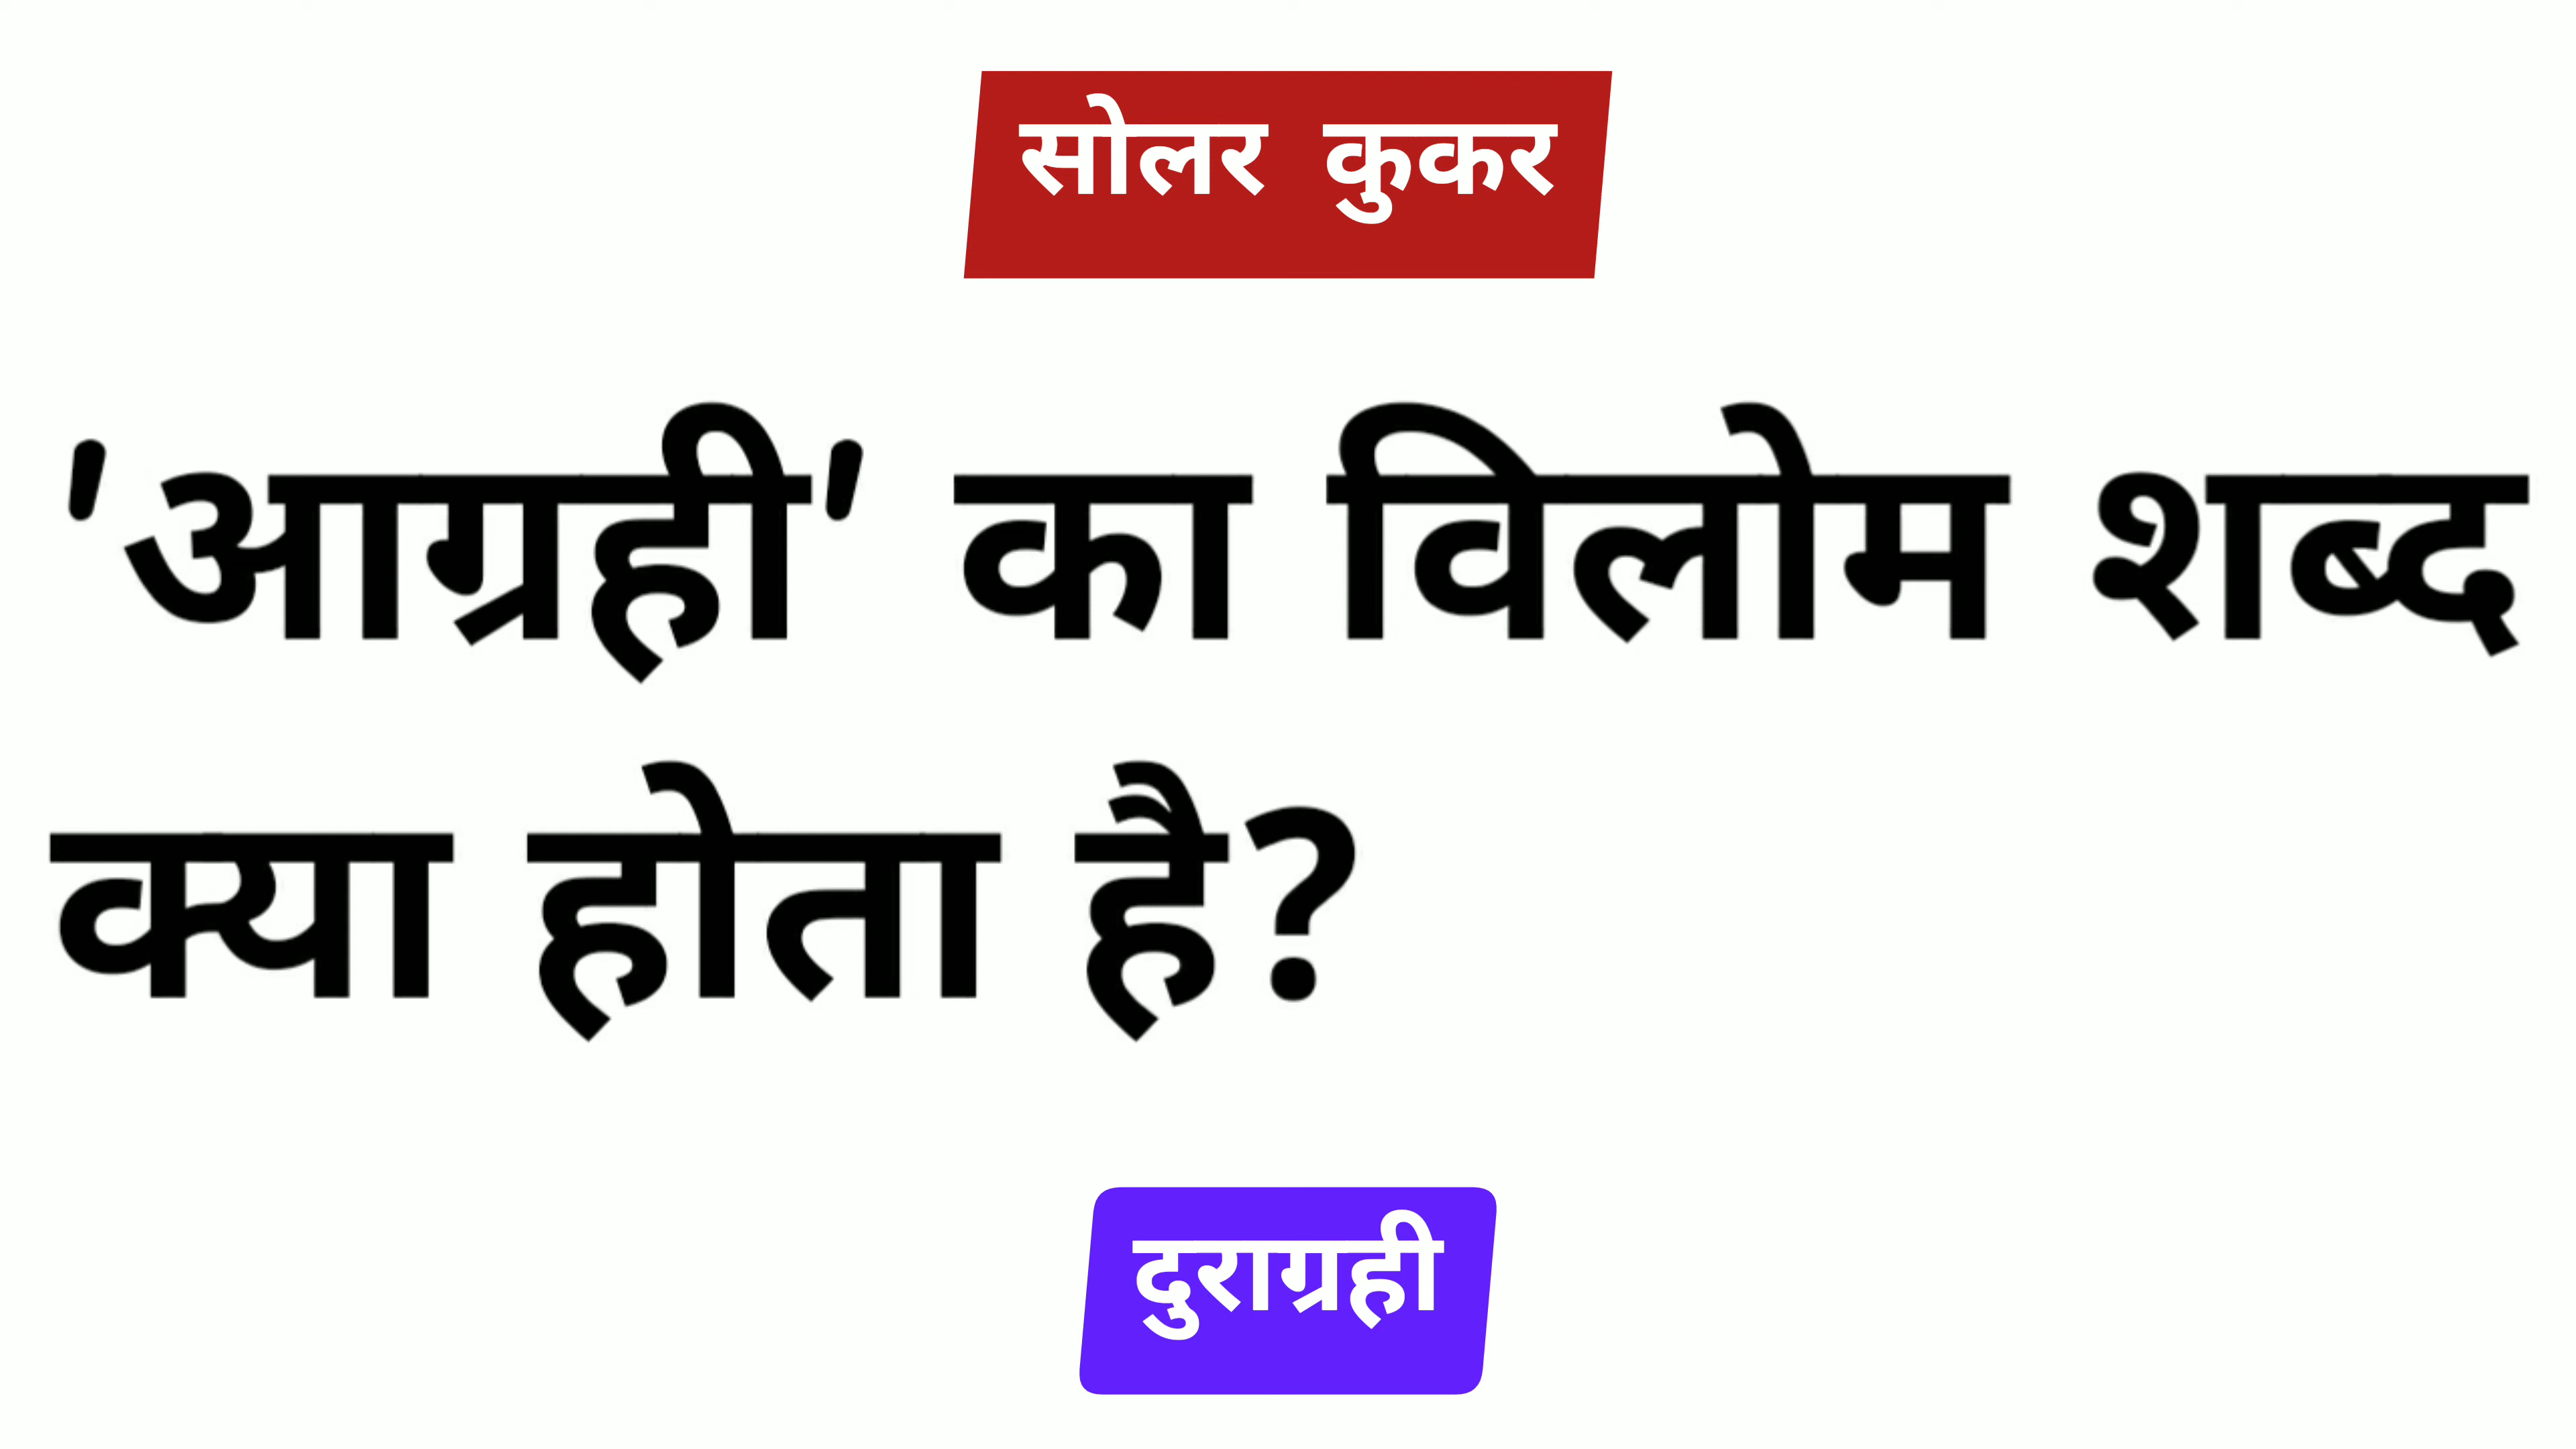 सोलर कुकर
'आग्रही' का विलोम शब्द
क्या होता है?
दुराग्रही